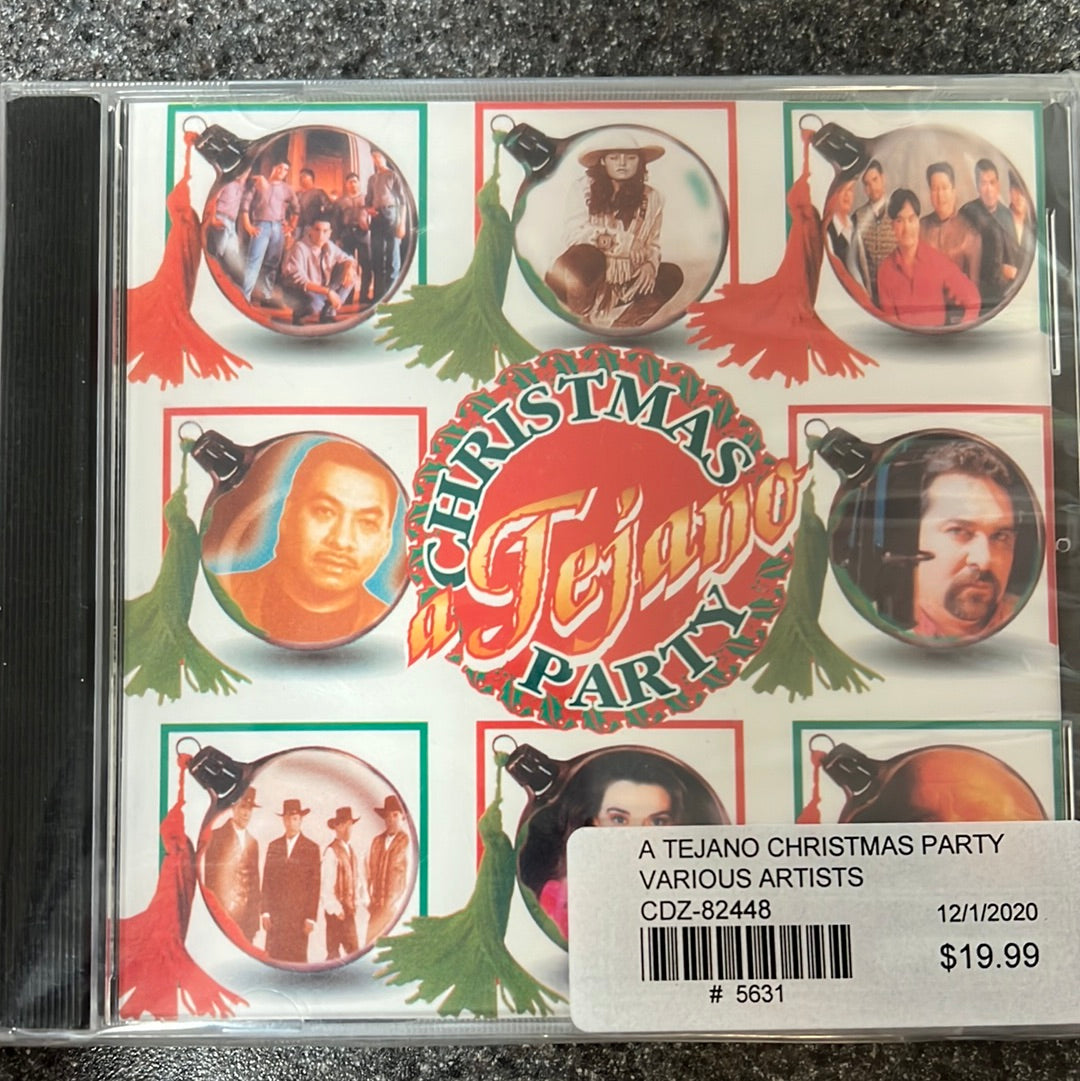 CHRISTMAS
a Tejano
PARTY
A TEJANO CHRISTMAS PARTY
VARIOUS ARTISTS
CDZ-82448
12/1/2020
$19.99
# 5631